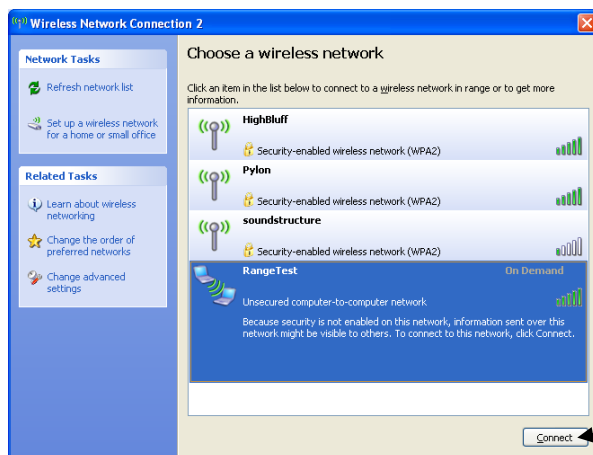 Wireless Network Connection 2
Network Tasks
Refresh network list
Set up a wireless network
for a home or small office
Related Tasks
Learn about wireless
networking
Change the order of
preferred networks
Change advanced
settings
Choose a wireless network
Click an item in the list below to connect to a wireless network in range or to get more
information.
HighBluff
Security-enabled wireless network (WPA2)
Pylon
Security-enabled wireless network (WPA2)
soundstructure
Security-enabled wireless network (WPA2)
RangeTest On Demand
Unsecured computer-to-computer network
Because security is not enabled on this network, information sent over this
network might be visible to others. To connect to this network, click Connect.
Connect